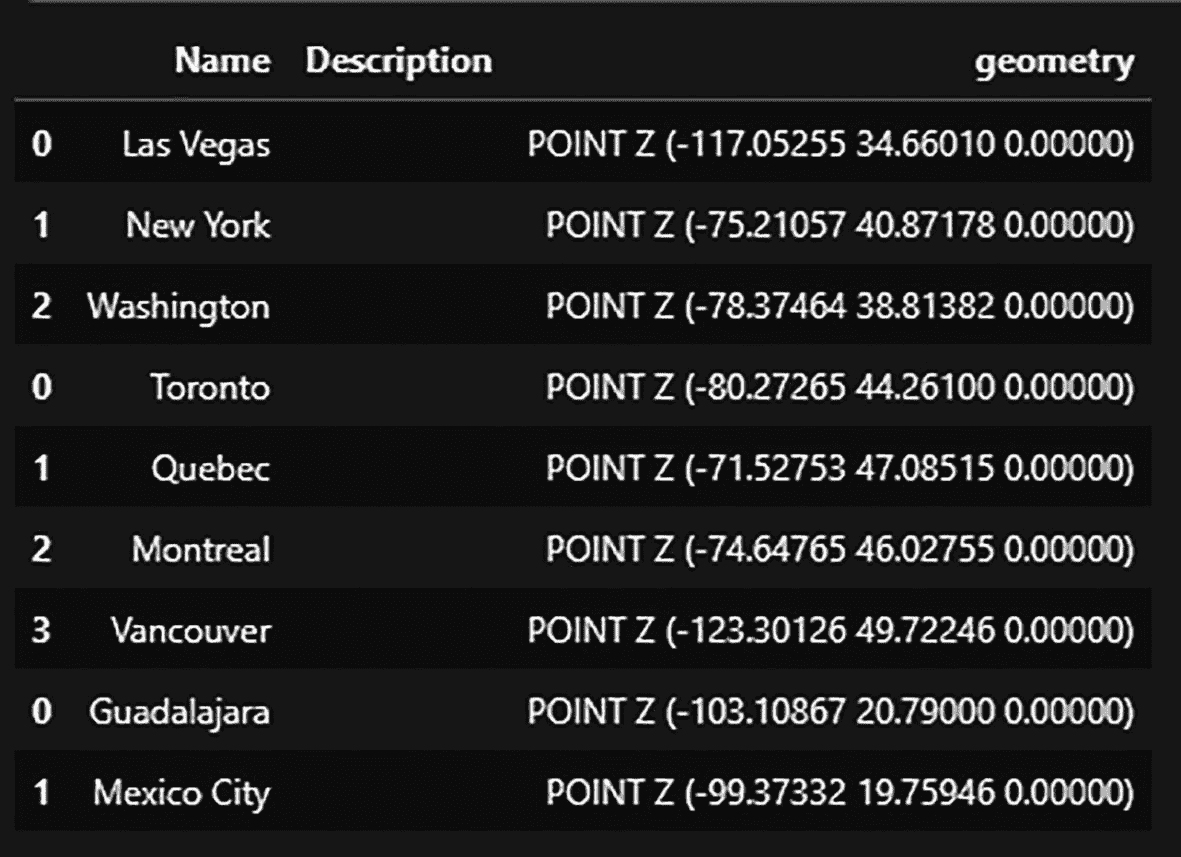 Name Description geometry
0 Las Vegas POINT Z (-117.05255 34.66010 0.00000)
1 New York POINT Z (-75.21057 40.87178 0.00000)
2 Washington POINT Z (-78.37464 38.81382 0.00000)
0 Toronto POINT Z (-80.27265 44.26100 0.00000)
1 Quebec POINT Z (-71.52753 47.08515 0.00000)
2 Montreal POINT Z (-74.64765 46.02755 0.00000)
3 Vancouver POINT Z (-123.30126 49.72246 0.00000)
0 Guadalajara POINT Z (-103.10867 20.79000 0.00000)
1 Mexico City POINT Z (-99.37332 19.75946 0.00000)